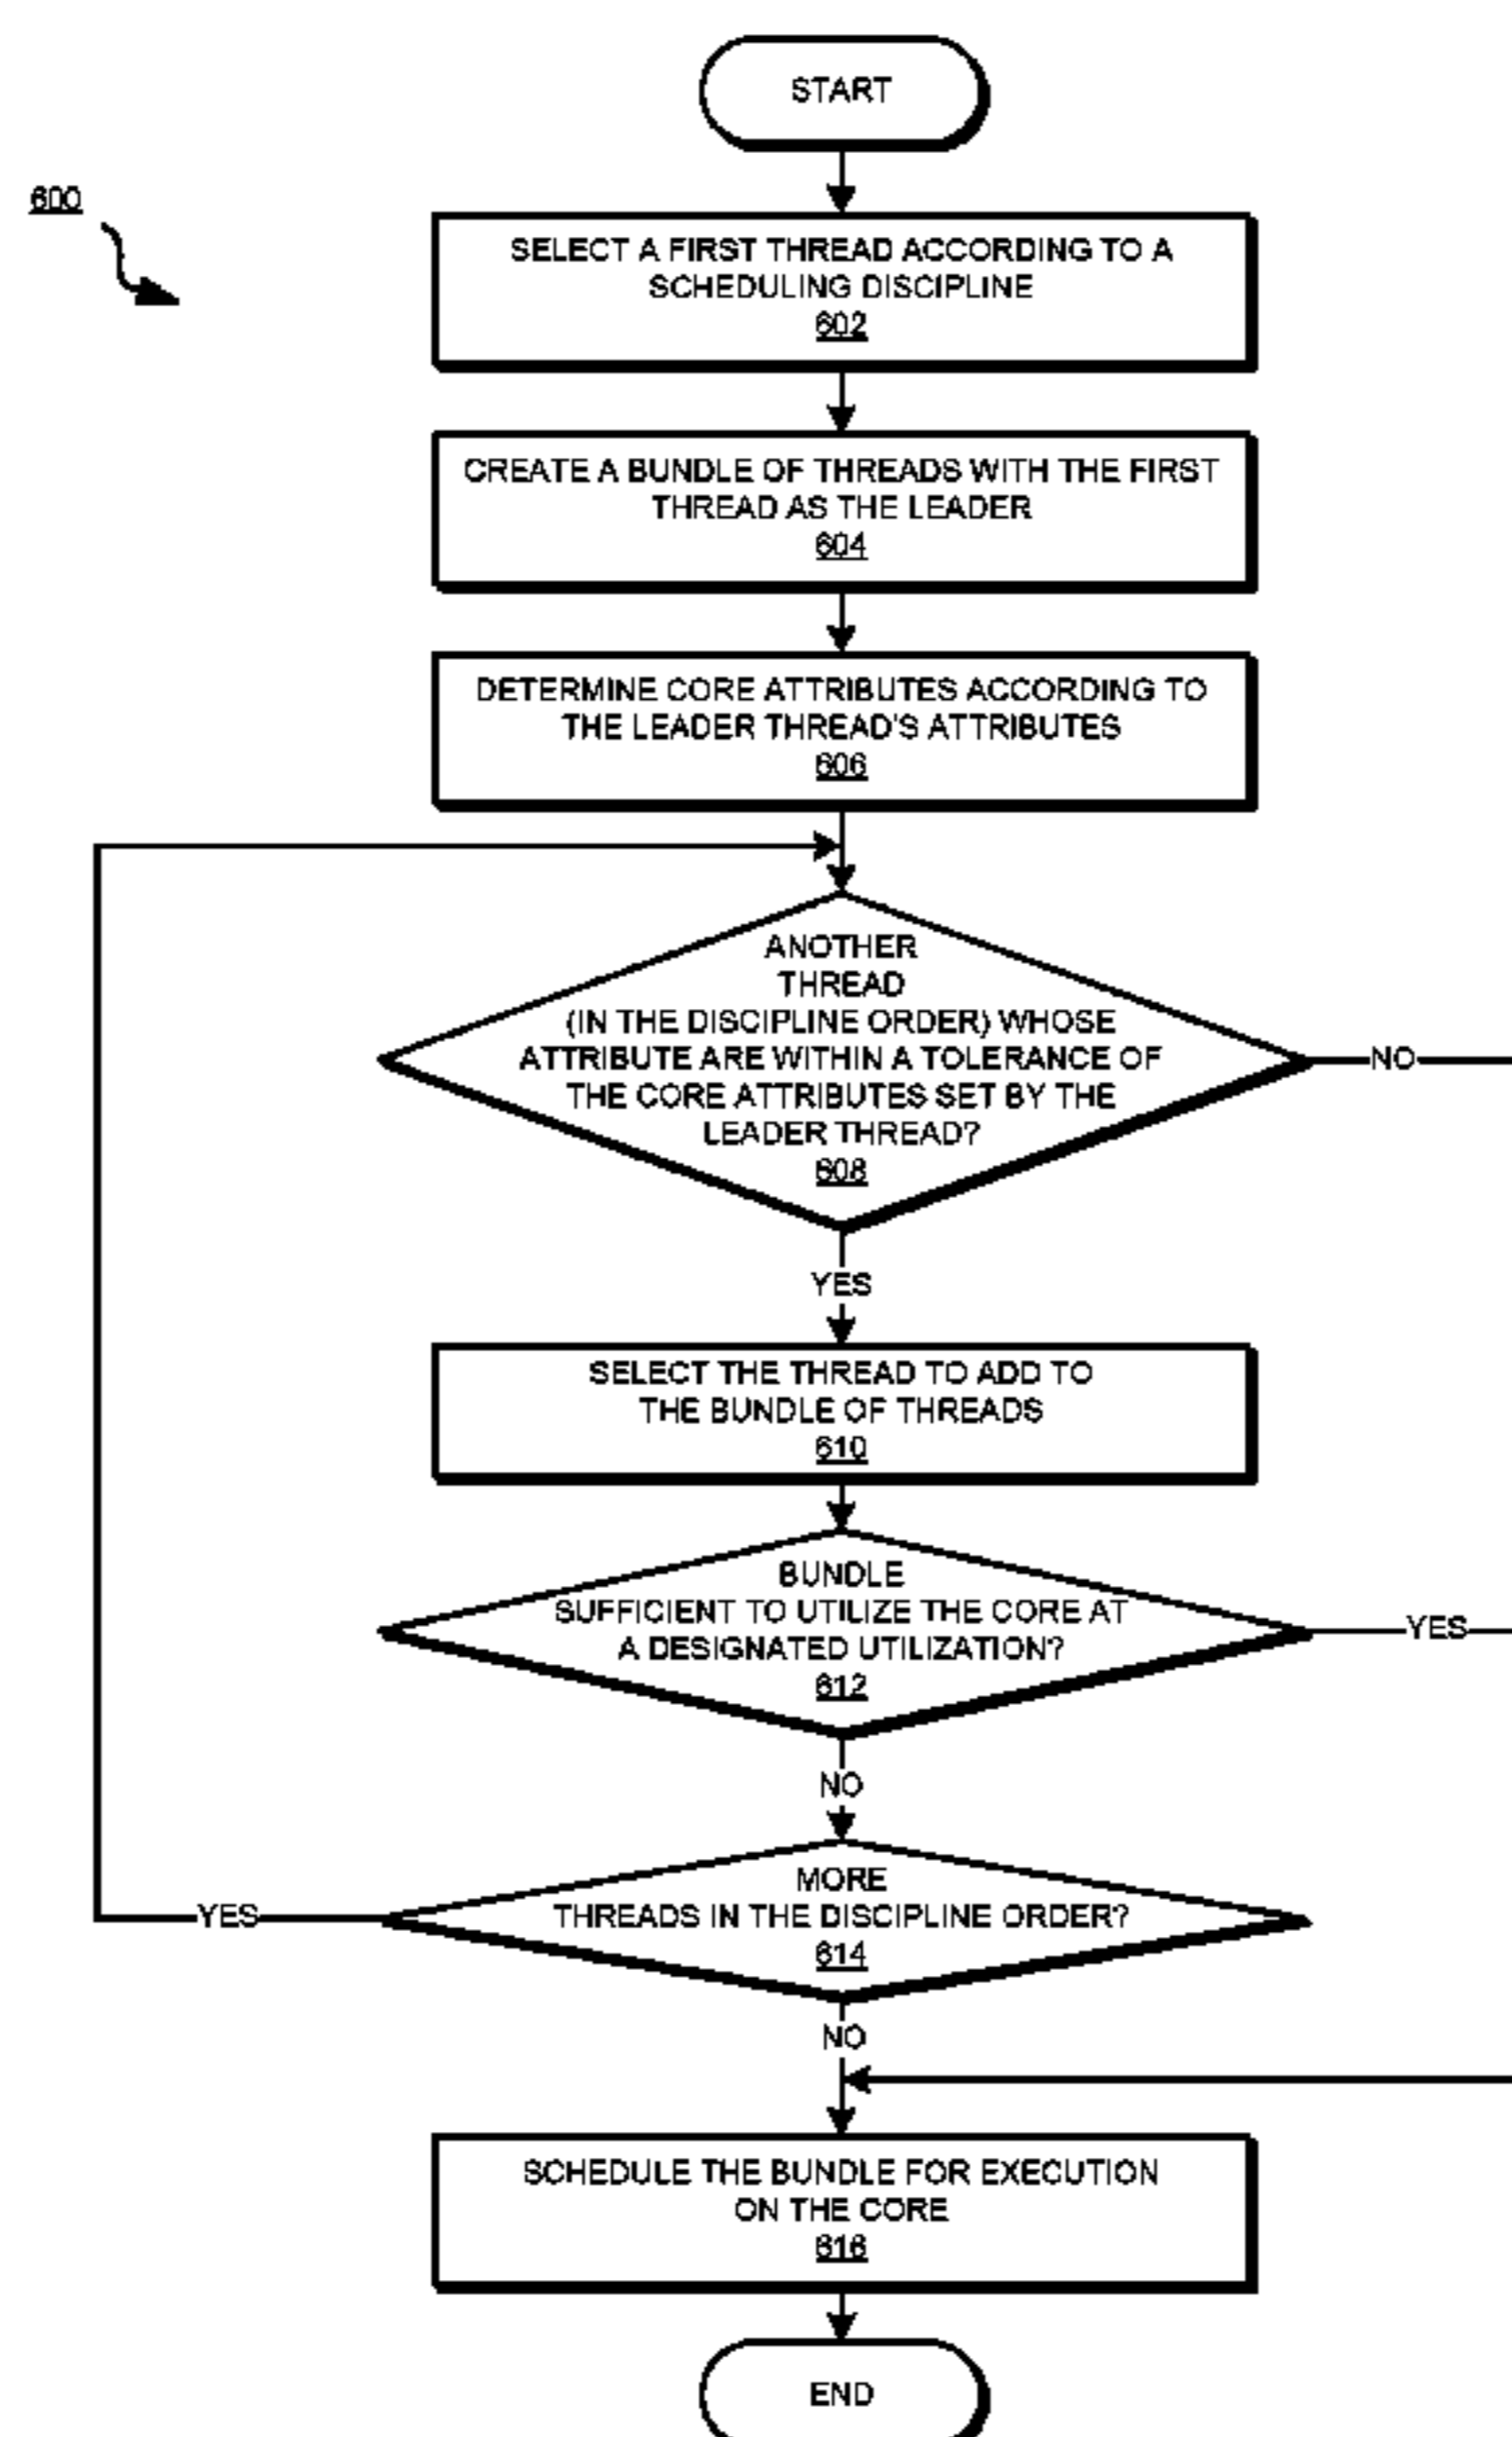 START
600
SELECT A FIRST THREAD ACCORDING TO A
SCHEDULING DISCIPLINE
602
CREATE A BUNDLE OF THREADS WITH THE FIRST
THREAD AS THE LEADER
604
DETERMINE CORE ATTRIBUTES ACCORDING TO
THE LEADER THREAD'S ATTRIBUTES
606
ANOTHER
THREAD
(IN THE DISCIPLINE ORDER) WHOSE
ATTRIBUTE ARE WITHIN A TOLERANCE OF
THE CORE ATTRIBUTES SET BY THE
LEADER THREAD?
608
NO
YES
SELECT THE THREAD TO ADD TO
THE BUNDLE OF THREADS
610
BUNDLE
SUFFICIENT TO UTILIZE THE CORE AT
A DESIGNATED UTILIZATION?
612
YES
NO
MORE
THREADS IN THE DISCIPLINE ORDER?
614
YES
NO
SCHEDULE THE BUNDLE FOR EXECUTION
ON THE CORE
616
END